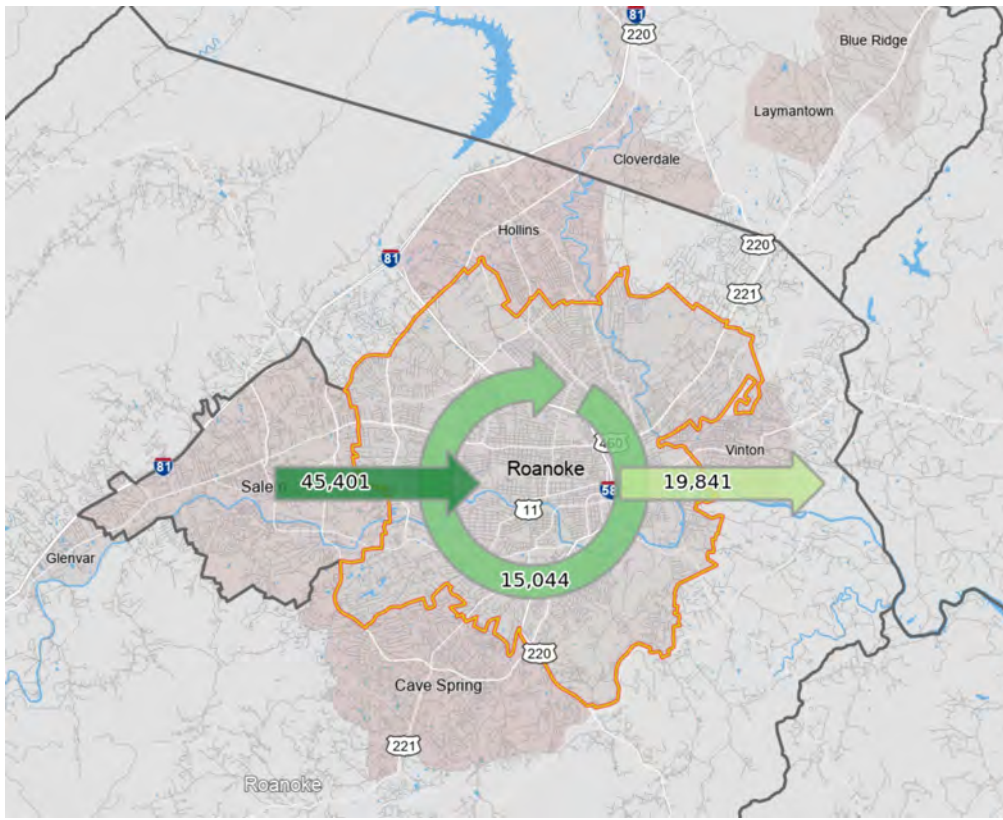 81
220
Blue Ridge
Laymantown
Cloverdale
Hollins
220
81
221
460
Vinton
Roanoke
45,401
19,841
81
58
11
Glenvar
15,044
220
Cave Spring
221
Roanoke